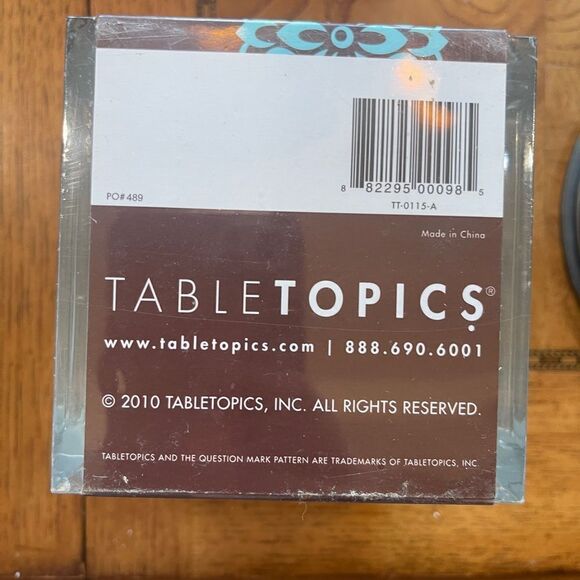 8 82295 00098 5
PO# 489
TT-0115-A
Made in China
TABLETOPICS®
www.tabletopics.com | 888.690.6001
© 2010 TABLETOPICS, INC. ALL RIGHTS RESERVED.
TABLETOPICS AND THE QUESTION MARK PATTERN ARE TRADEMARKS OF TABLETOPICS, INC.